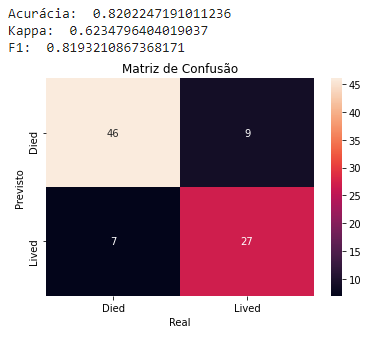 Acurácia:  0.8202247191011236
Kappa:  0.6234796404019037
F1:  0.8193210867368171
Matriz de Confusão
Died
46
9
Lived
7
27
Previsto
Died
Lived
Real
45
40
35
30
25
20
15
10